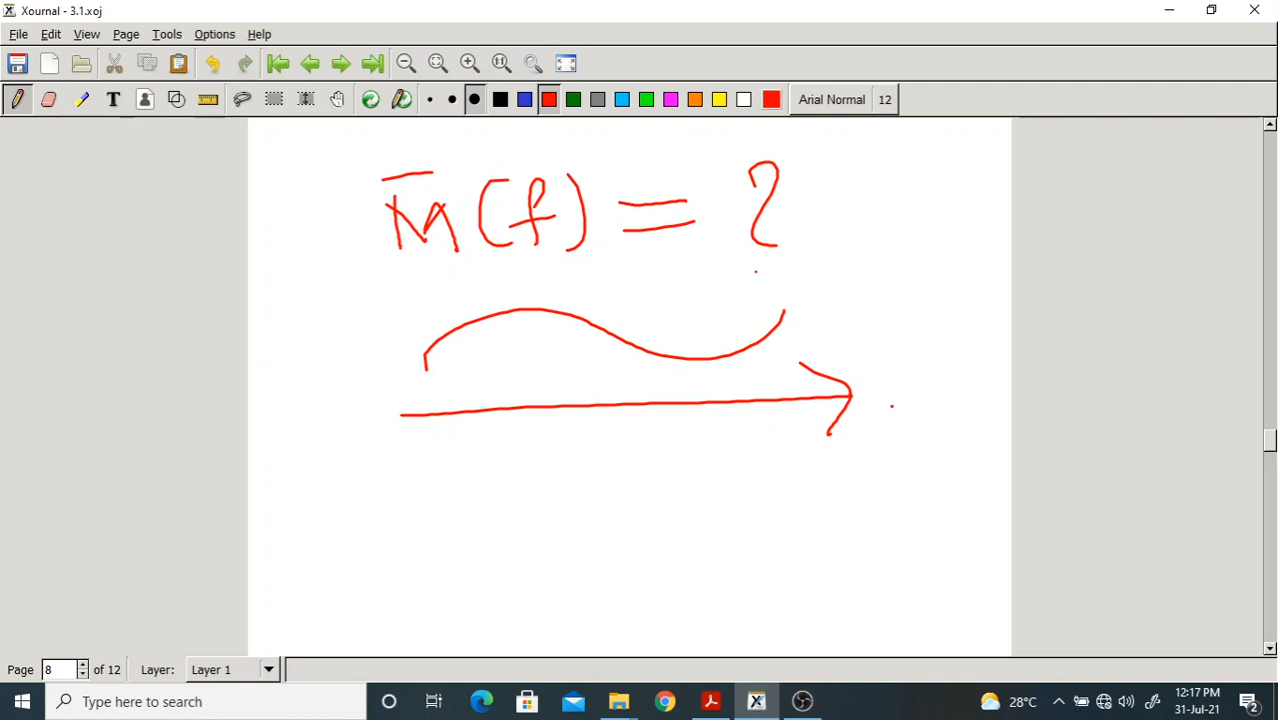 Xournal - 3.1.xoj
File Edit View Page Tools Options Help
Arial Normal 12
M̅(f) = ?
Page 8 of 12 Layer: Layer 1
Type here to search
28°C
12:17 PM
31-Jul-21
2